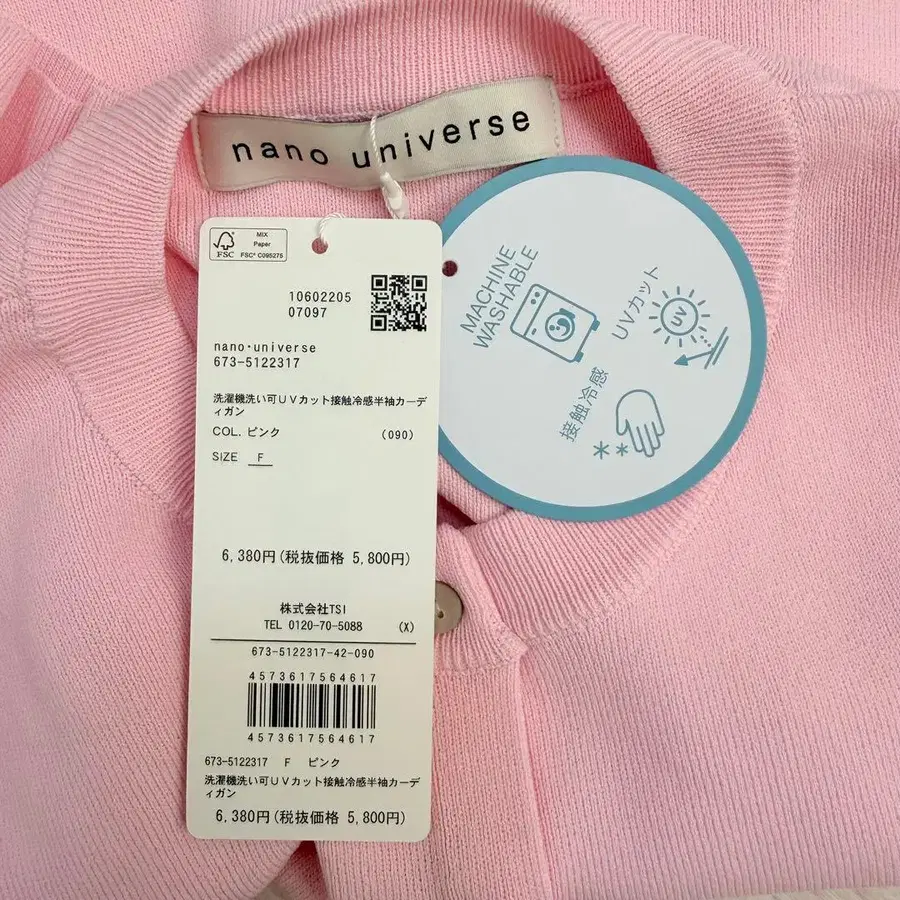 nano universe
MIX
Paper
FSC
FSC® C095275
10602205
07097
nano・universe
673-5122317
洗濯機洗い可UVカット接触冷感半袖カーデ
ィガン
COL. ピンク (090)
SIZE F
6,380円(税抜価格 5,800円)
株式会社TSI
TEL 0120-70-5088 (X)
673-5122317-42-090
4573617564617
4573617564617
673-5122317 F ピンク
洗濯機洗い可UVカット接触冷感半袖カーデ
ィガン
6,380円(税抜価格 5,800円)
MACHINE
WASHABLE
UVカット
UV
接触冷感